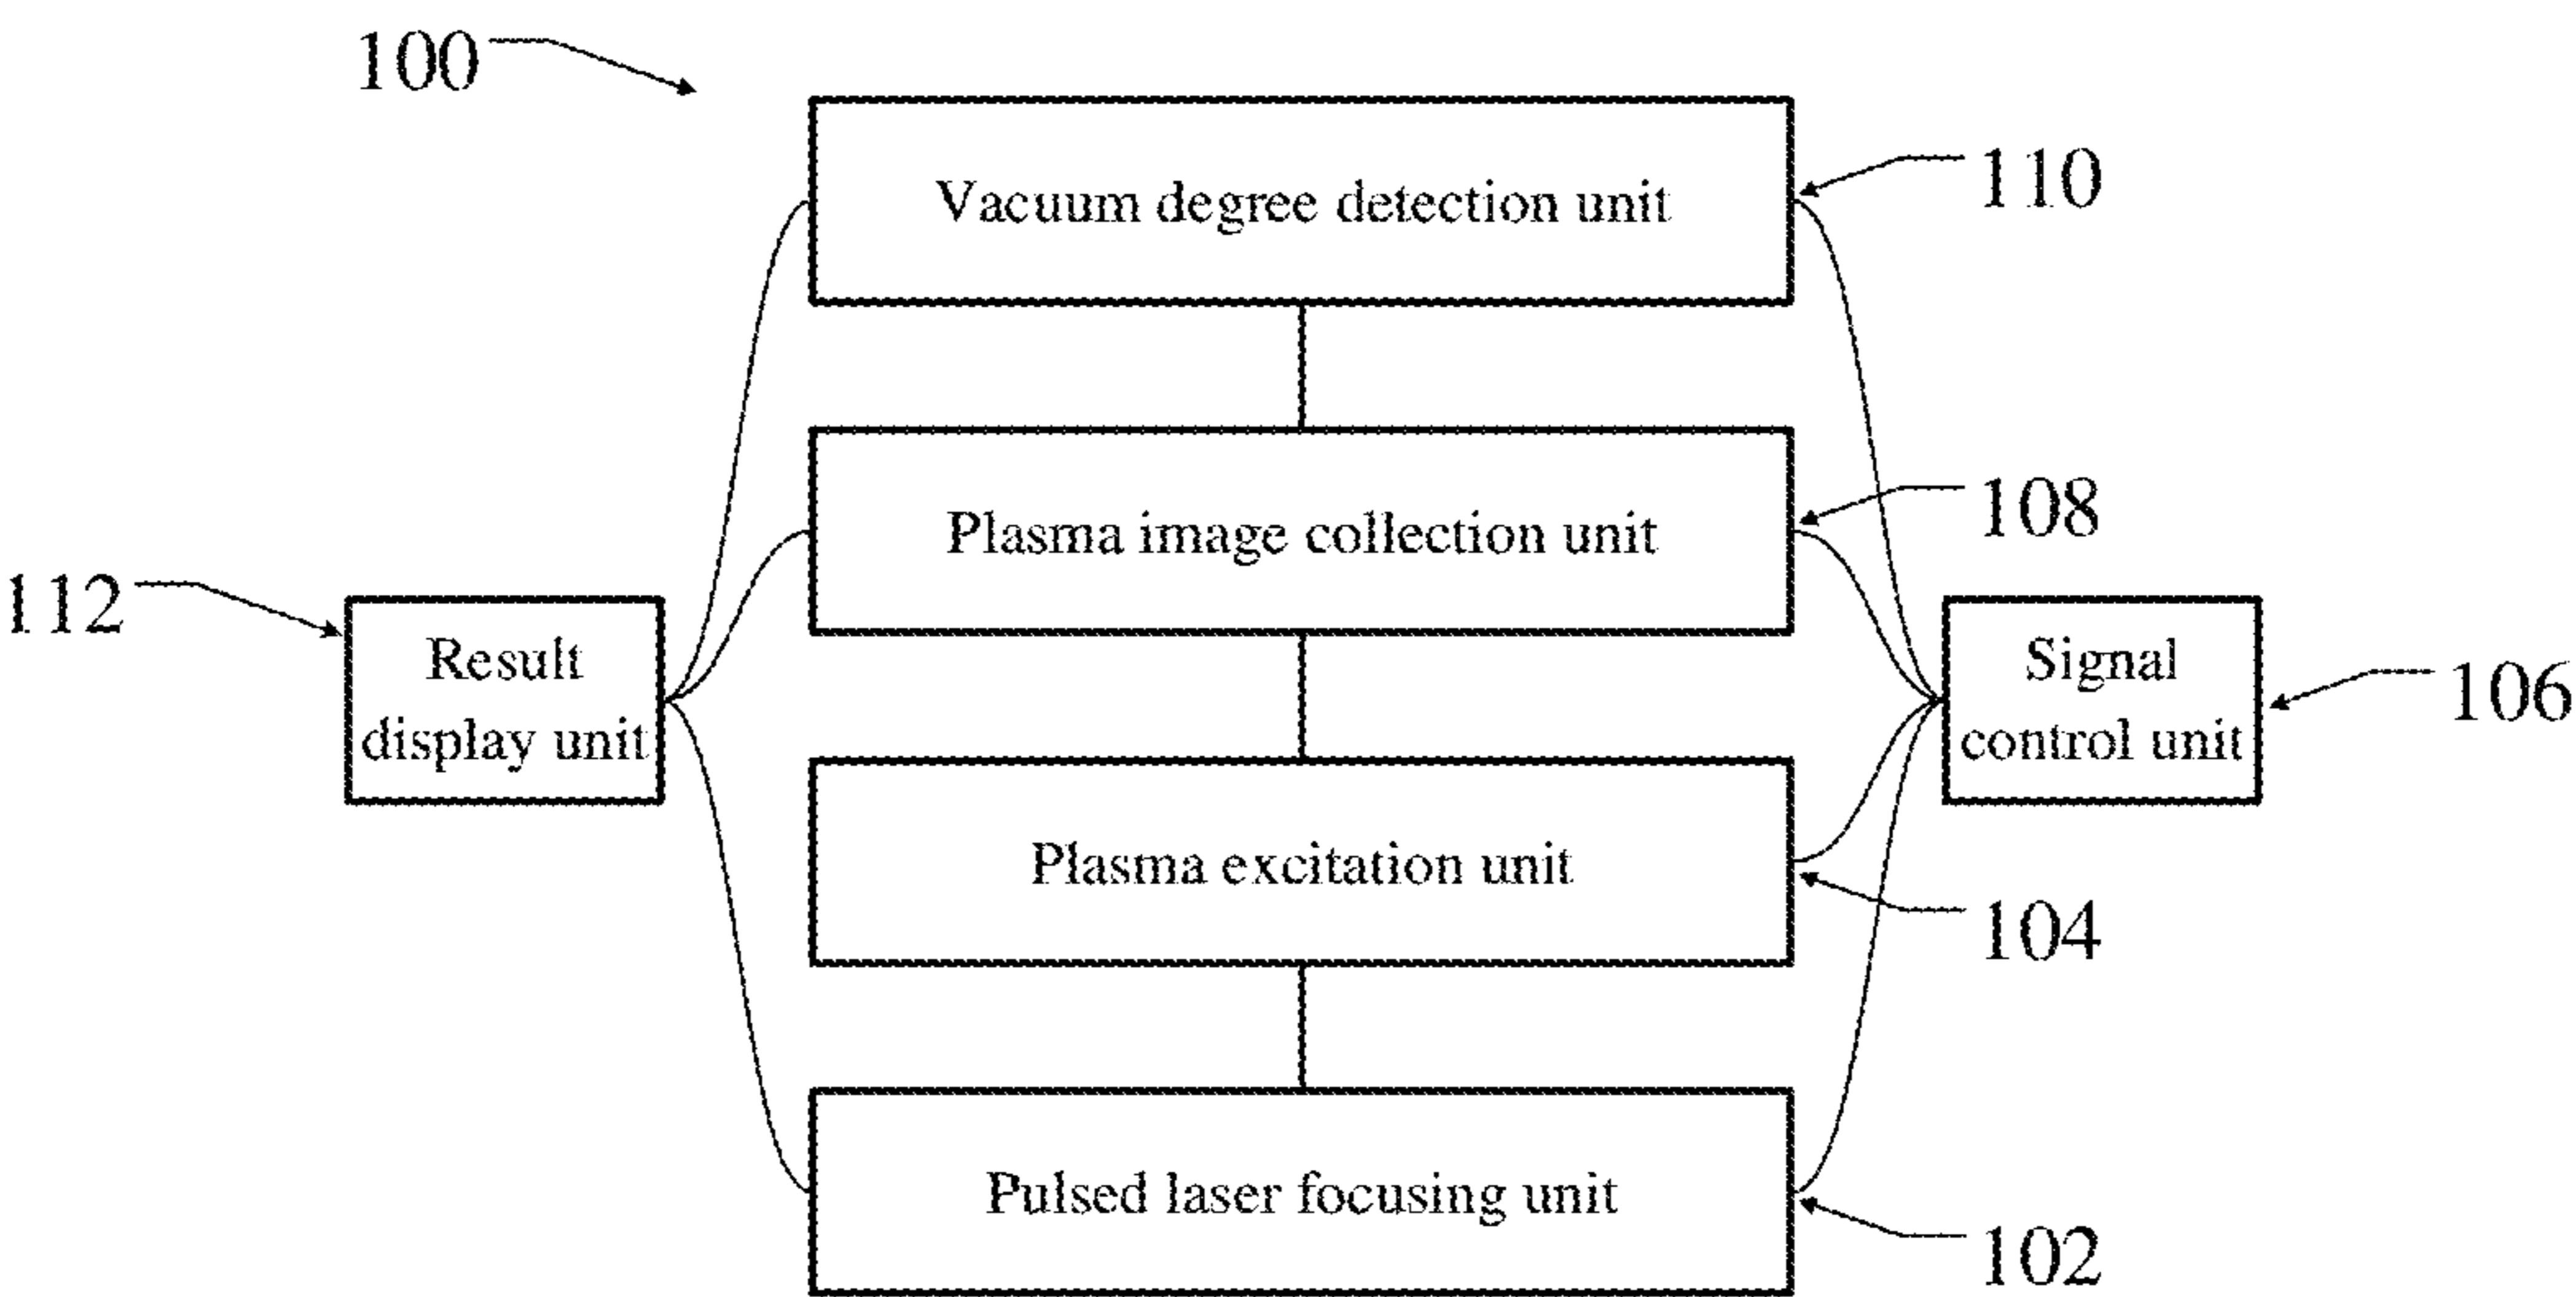 100
Vacuum degree detection unit
110
Plasma image collection unit
108
112
Result
display unit
Signal
control unit
106
Plasma excitation unit
104
Pulsed laser focusing unit
102